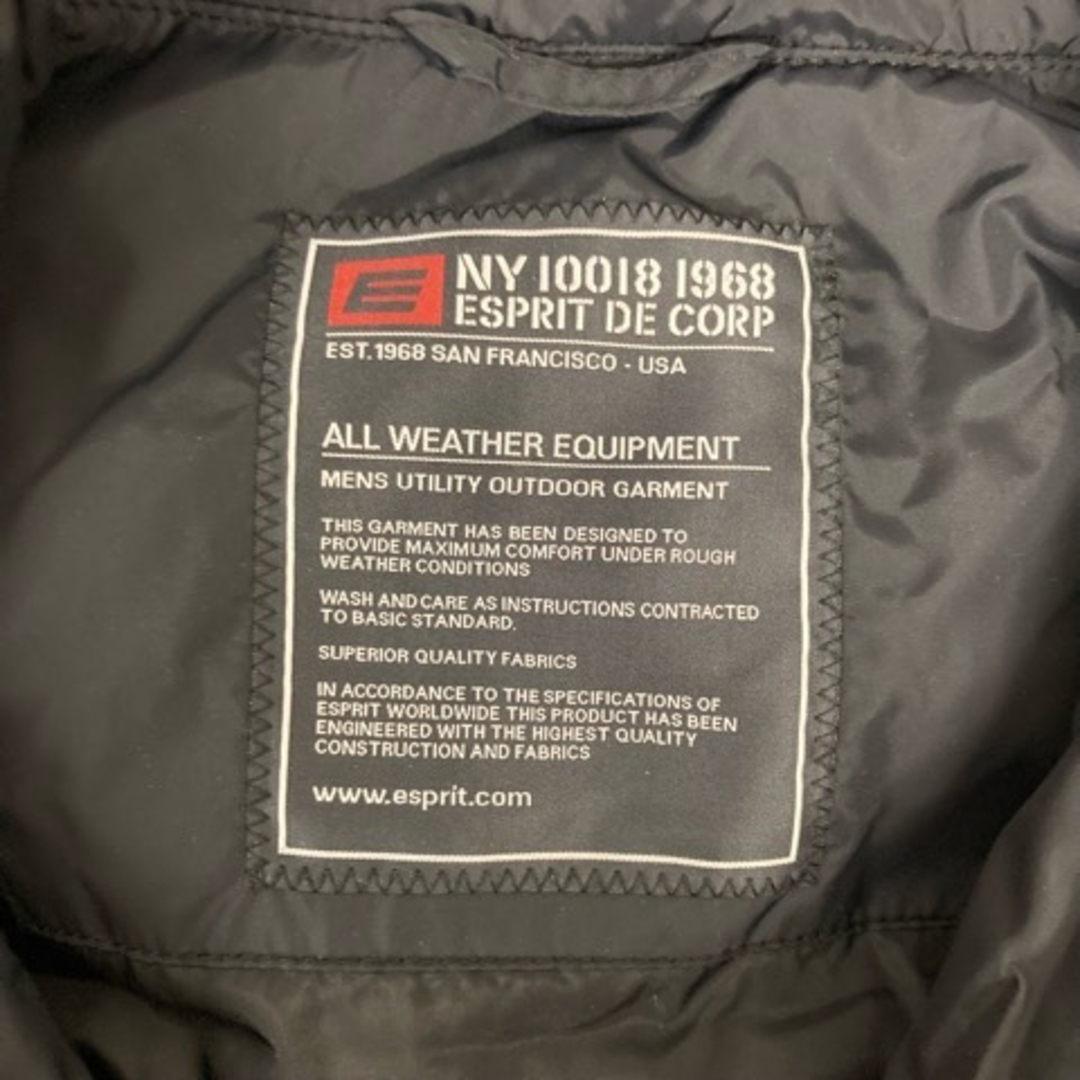 E NY 10018 1968
ESPRIT DE CORP
EST.1968 SAN FRANCISCO - USA
ALL WEATHER EQUIPMENT
MENS UTILITY OUTDOOR GARMENT
THIS GARMENT HAS BEEN DESIGNED TO
PROVIDE MAXIMUM COMFORT UNDER ROUGH
WEATHER CONDITIONS
WASH AND CARE AS INSTRUCTIONS CONTRACTED
TO BASIC STANDARD.
SUPERIOR QUALITY FABRICS
IN ACCORDANCE TO THE SPECIFICATIONS OF
ESPRIT WORLDWIDE THIS PRODUCT HAS BEEN
ENGINEERED WITH THE HIGHEST QUALITY
CONSTRUCTION AND FABRICS
www.esprit.com